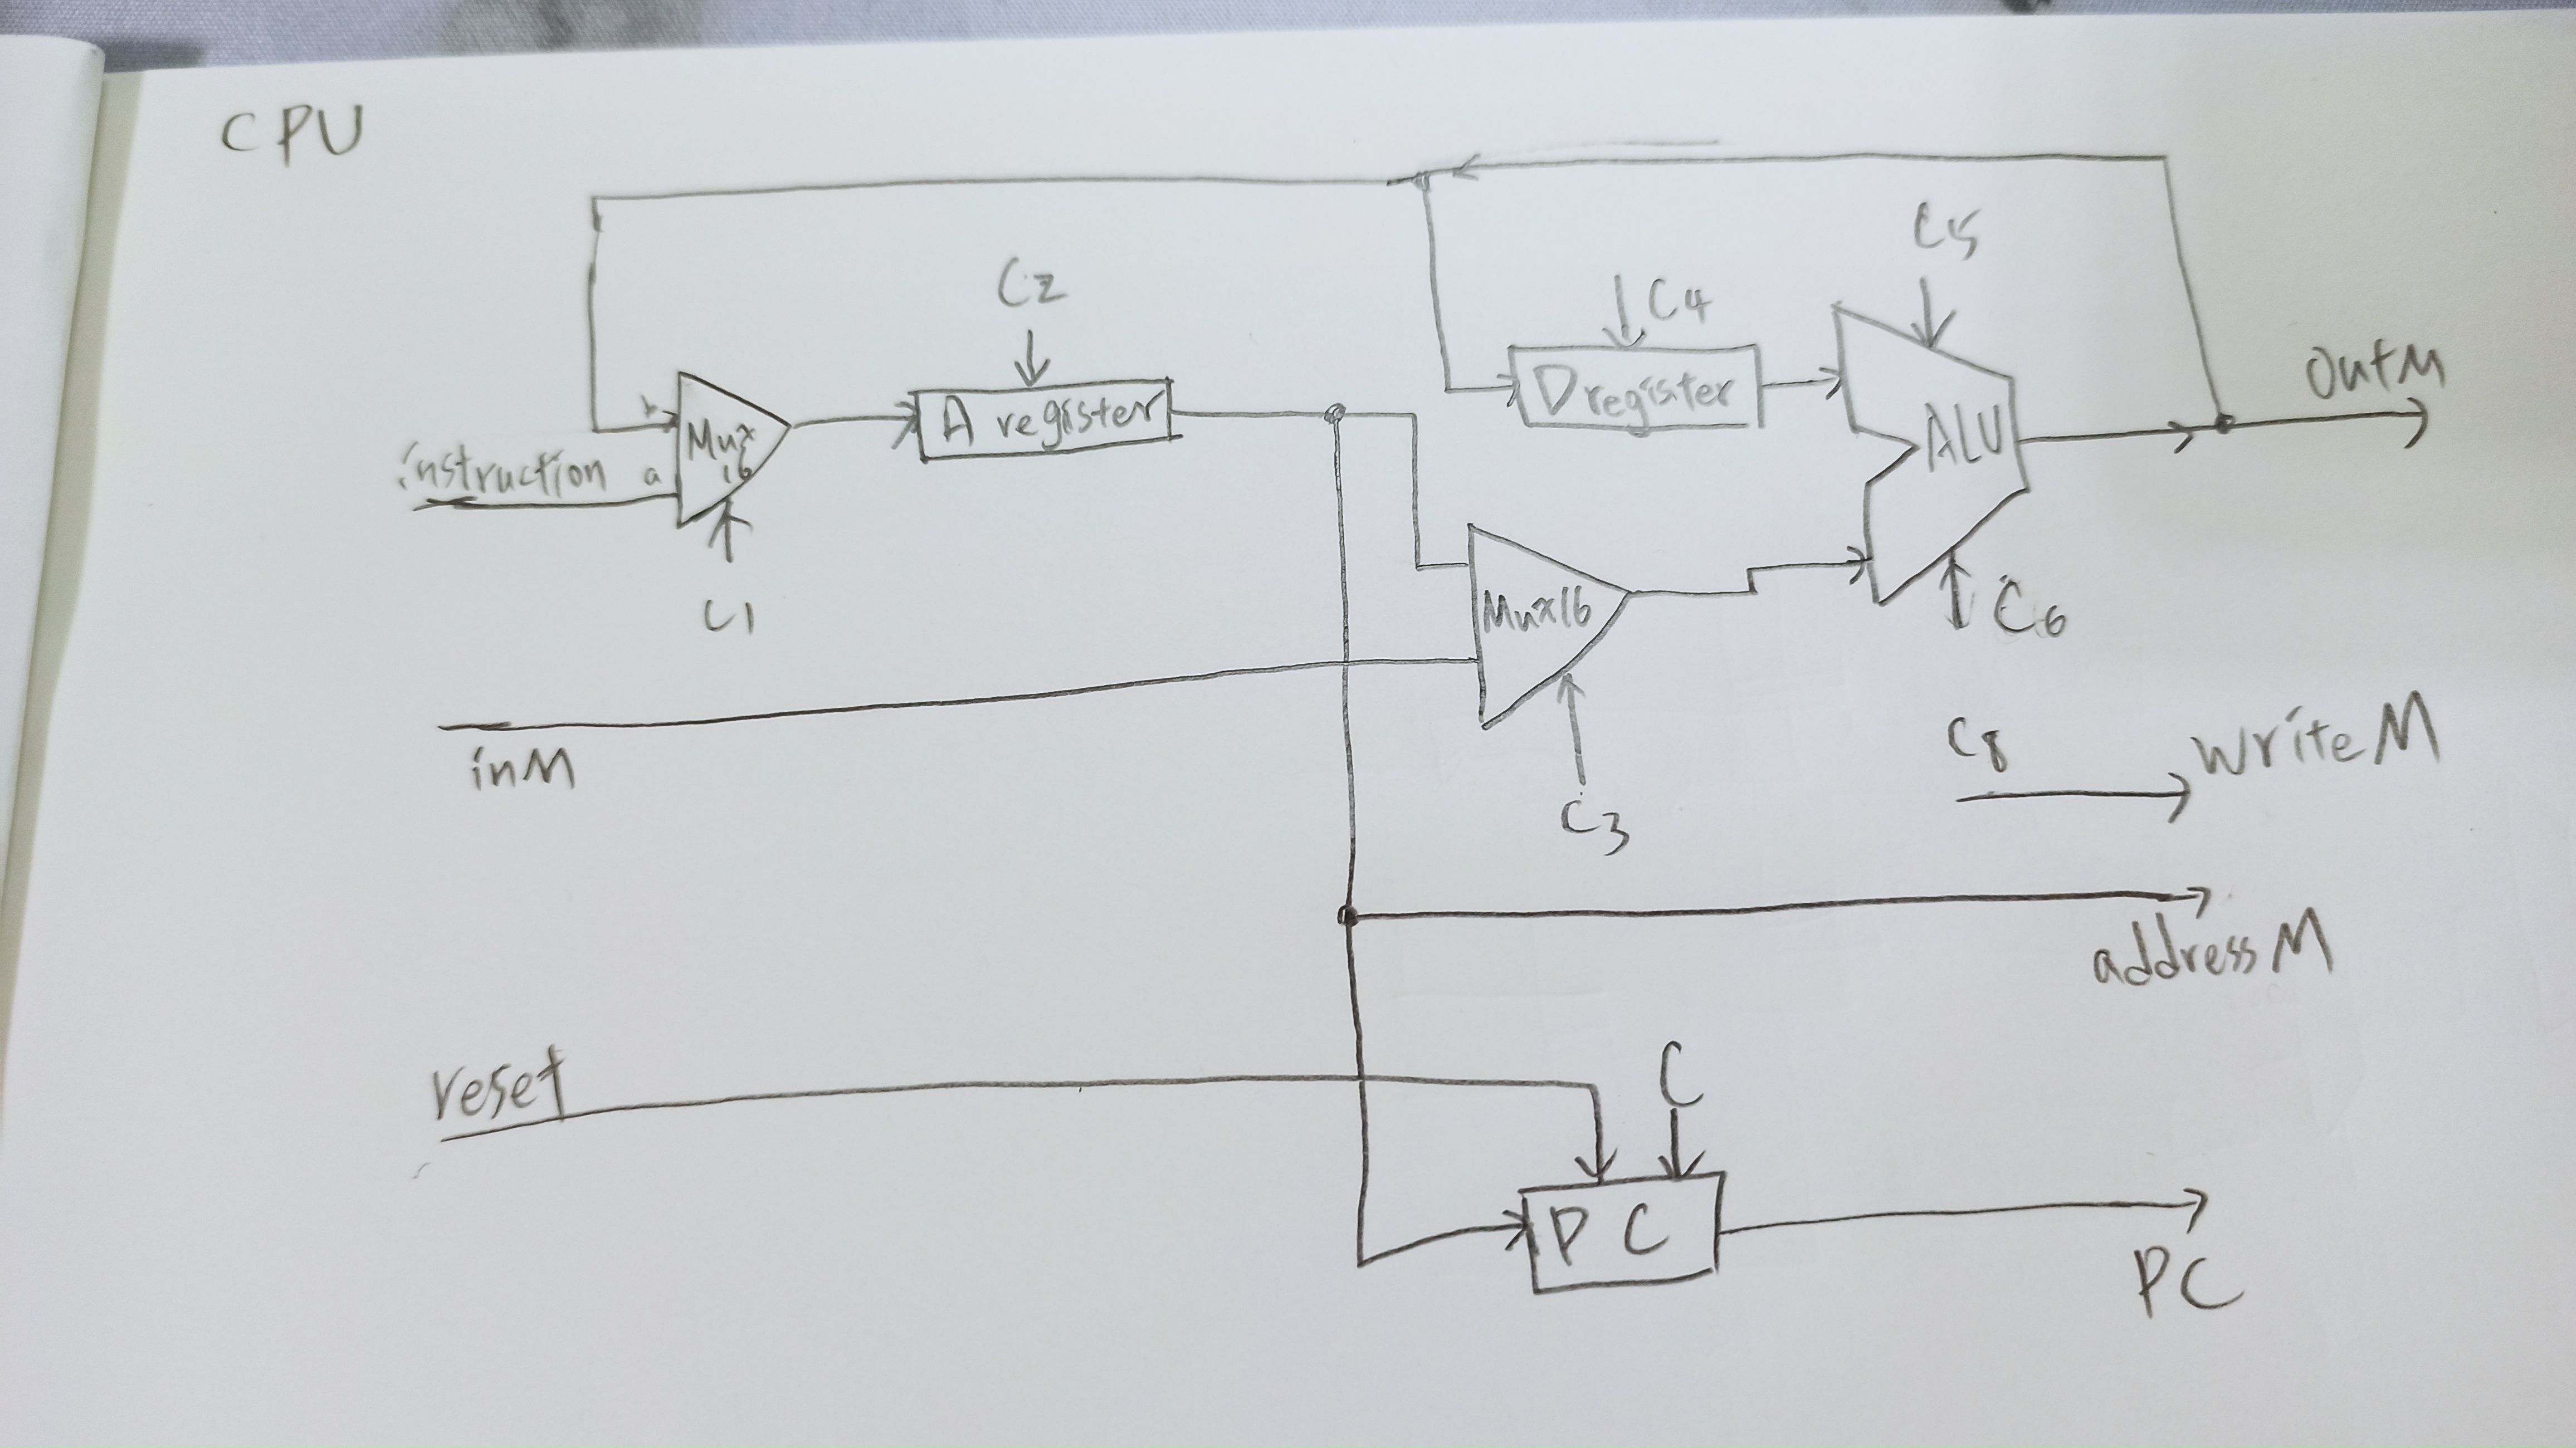 CPU
C5
C2
C4
OutM
Dregister
A register
Mux
16
ALU
instruction a
C1
Mux16
C6
C8
writeM
inM
C3
addressM
reset
C
PC
PC